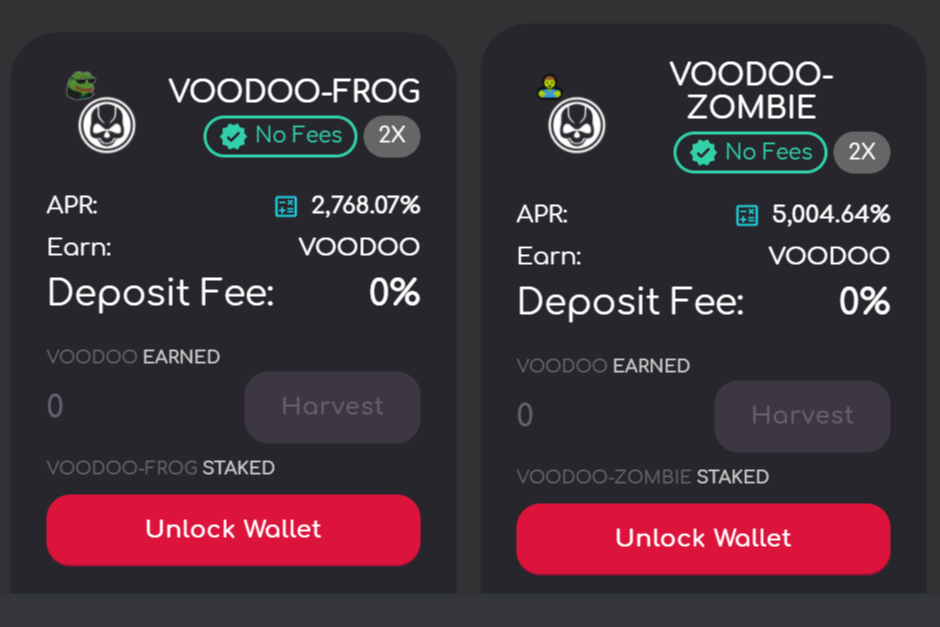 VOODOO-FROG
No Fees 2X
APR: 2,768.07%
Earn: VOODOO
Deposit Fee: 0%
VOODOO EARNED
0 Harvest
VOODOO-FROG STAKED
Unlock Wallet
VOODOO-
ZOMBIE
No Fees 2X
APR: 5,004.64%
Earn: VOODOO
Deposit Fee: 0%
VOODOO EARNED
0 Harvest
VOODOO-ZOMBIE STAKED
Unlock Wallet